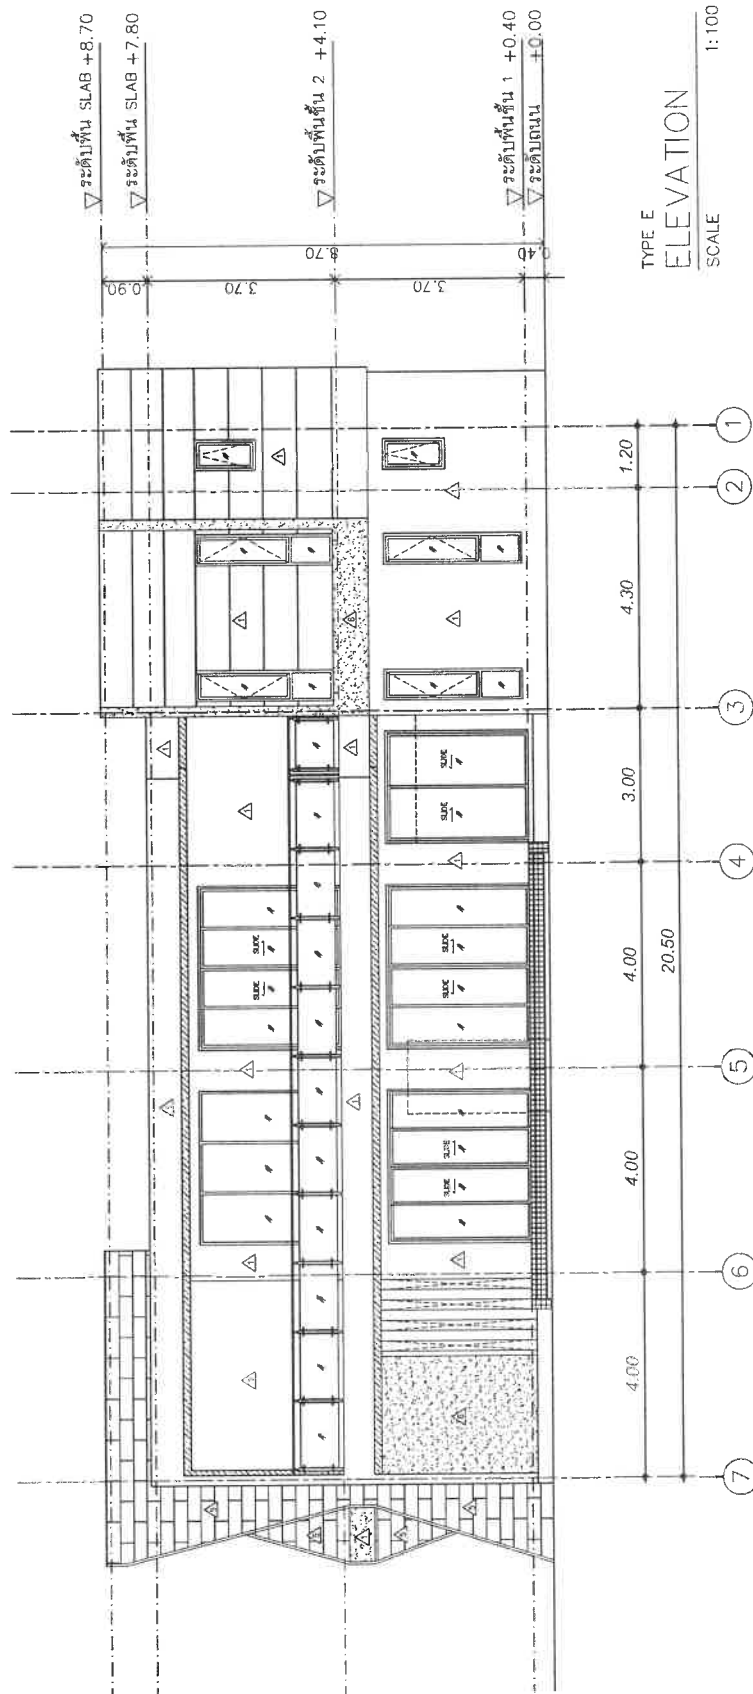 ▽ระดับพื้น SLAB +8.70
▽ระดับพื้น SLAB +7.80
▽ระดับพื้นชั้น 2 +4.10
▽ระดับพื้นชั้น 1 +0.40
▽ระดับถนน +0.00
0.90
3.70
3.70
0.40
8.70
SLIDE SLIDE
SLIDE SLIDE SLIDE SLIDE SLIDE SLIDE
4.00 4.00 4.00 3.00 4.30 1.20
20.50
7 6 5 4 3 2 1
TYPE E
ELEVATION
SCALE 1:100